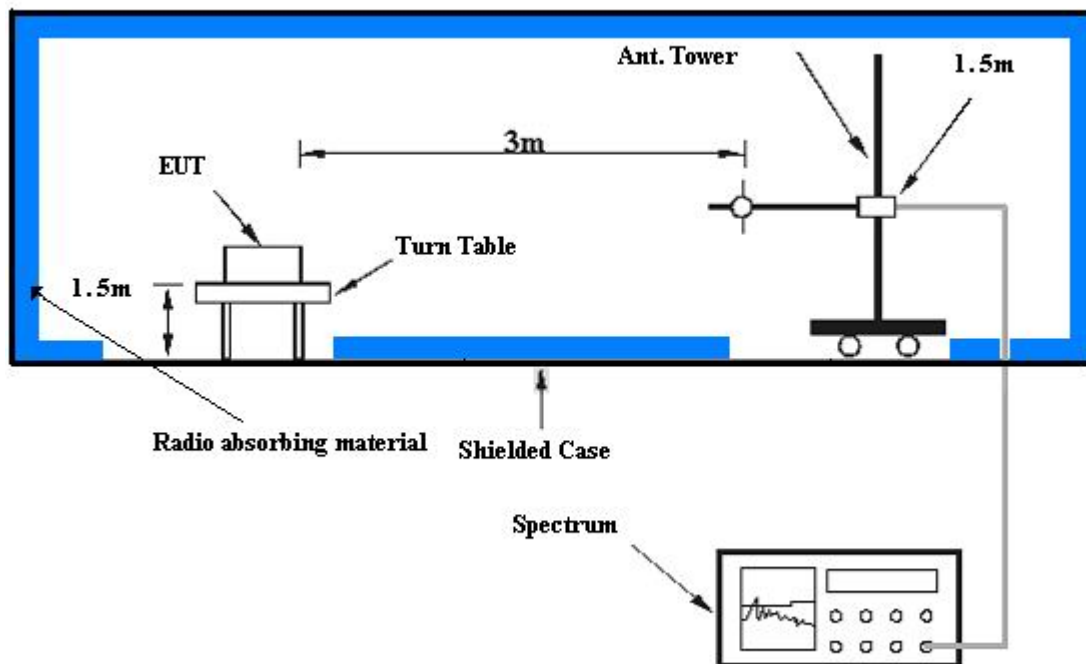 Ant. Tower
1.5m
3m
EUT
Turn Table
1.5m
Radio absorbing material
Shielded Case
Spectrum